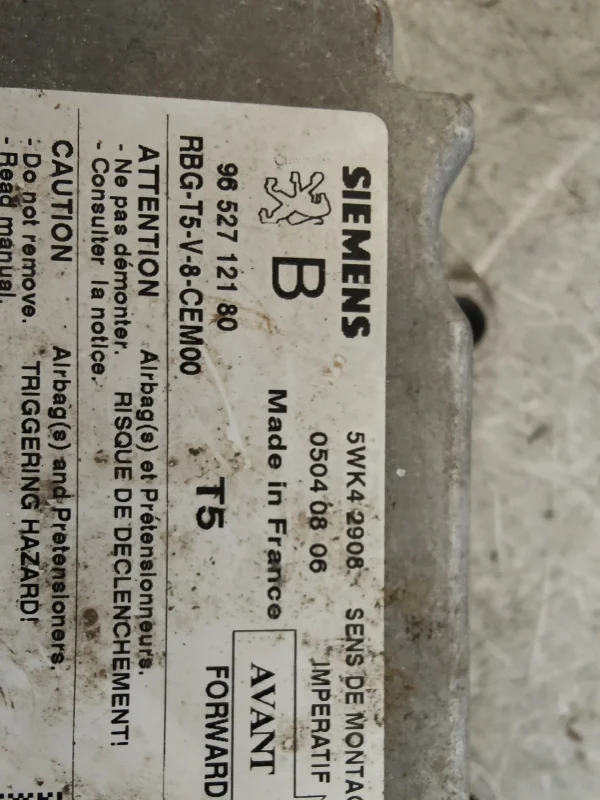 SIEMENS 5WK4 2908 SENS DE MONTAG
0504 08 06 IMPERATIF
B Made in France AVANT
96 527 121 80 T5 FORWARD
RBG-T5-V-8-CEM00
ATTENTION Airbag(s) et Prétensionneurs.
- Ne pas démonter. RISQUE DE DECLENCHEMENT!
- Consulter la notice.
CAUTION Airbag(s) and Pretensioners.
- Do not remove. TRIGGERING HAZARD!
- Read manual.